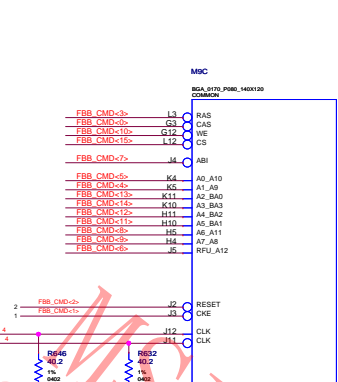 M9C
BGA_0170_P080_140X120
COMMON
FBB_CMD<3> L3 RAS
FBB_CMD<0> G3 CAS
FBB_CMD<10> G12 WE
FBB_CMD<15> L12 CS
FBB_CMD<7> J4 ABI
FBB_CMD<5> K4 A0_A10
FBB_CMD<4> K5 A1_A9
FBB_CMD<13> K11 A2_BA0
FBB_CMD<14> K10 A3_BA3
FBB_CMD<12> H11 A4_BA2
FBB_CMD<11> H10 A5_BA1
FBB_CMD<8> H5 A6_A11
FBB_CMD<9> H4 A7_A8
FBB_CMD<6> J5 RFU_A12
2 FBB_CMD<2> J2 RESET
1 FBB_CMD<1> J3 CKE
4 J12 CLK
4 J11 CLK
R646 R632
40.2 40.2
1% 1%
0402 0402